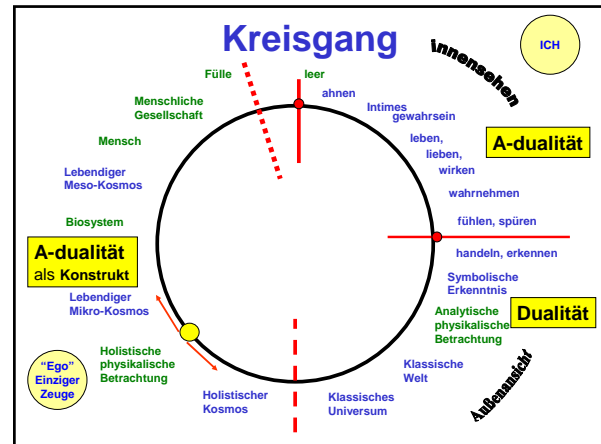 Kreisgang
ICH
Innensehen
Fülle
leer
ahnen
Menschliche
Gesellschaft
Intimes
gewahrsein
leben,
lieben,
wirken
A-dualität
Mensch
Lebendiger
Meso-Kosmos
wahrnehmen
Biosystem
fühlen, spüren
A-dualität
als Konstrukt
handeln, erkennen
Symbolische
Erkenntnis
Lebendiger
Mikro-Kosmos
Analytische
physikalische
Betrachtung
Dualität
Holistische
physikalische
Betrachtung
"Ego"
Einziger
Zeuge
Klassische
Welt
Außenansicht
Holistischer
Kosmos
Klassisches
Universum